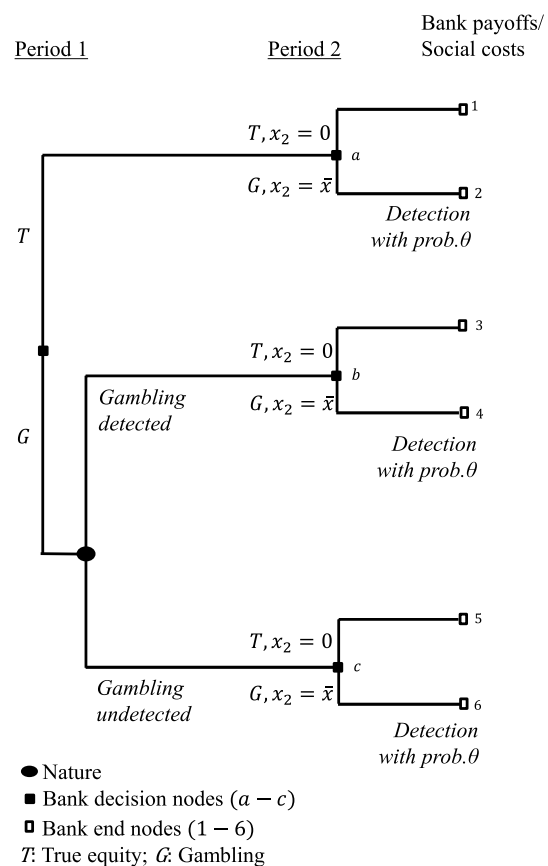 Period 1
Period 2
Bank payoffs/
Social costs
1
T, x₂ = 0
a
G, x₂ = x̄
2
Detection
with prob.θ
T
3
T, x₂ = 0
b
Gambling
detected
G, x₂ = x̄
4
G
Detection
with prob.θ
5
T, x₂ = 0
c
Gambling
undetected
G, x₂ = x̄
6
Detection
with prob.θ
Nature
Bank decision nodes (a − c)
Bank end nodes (1 − 6)
T: True equity; G: Gambling